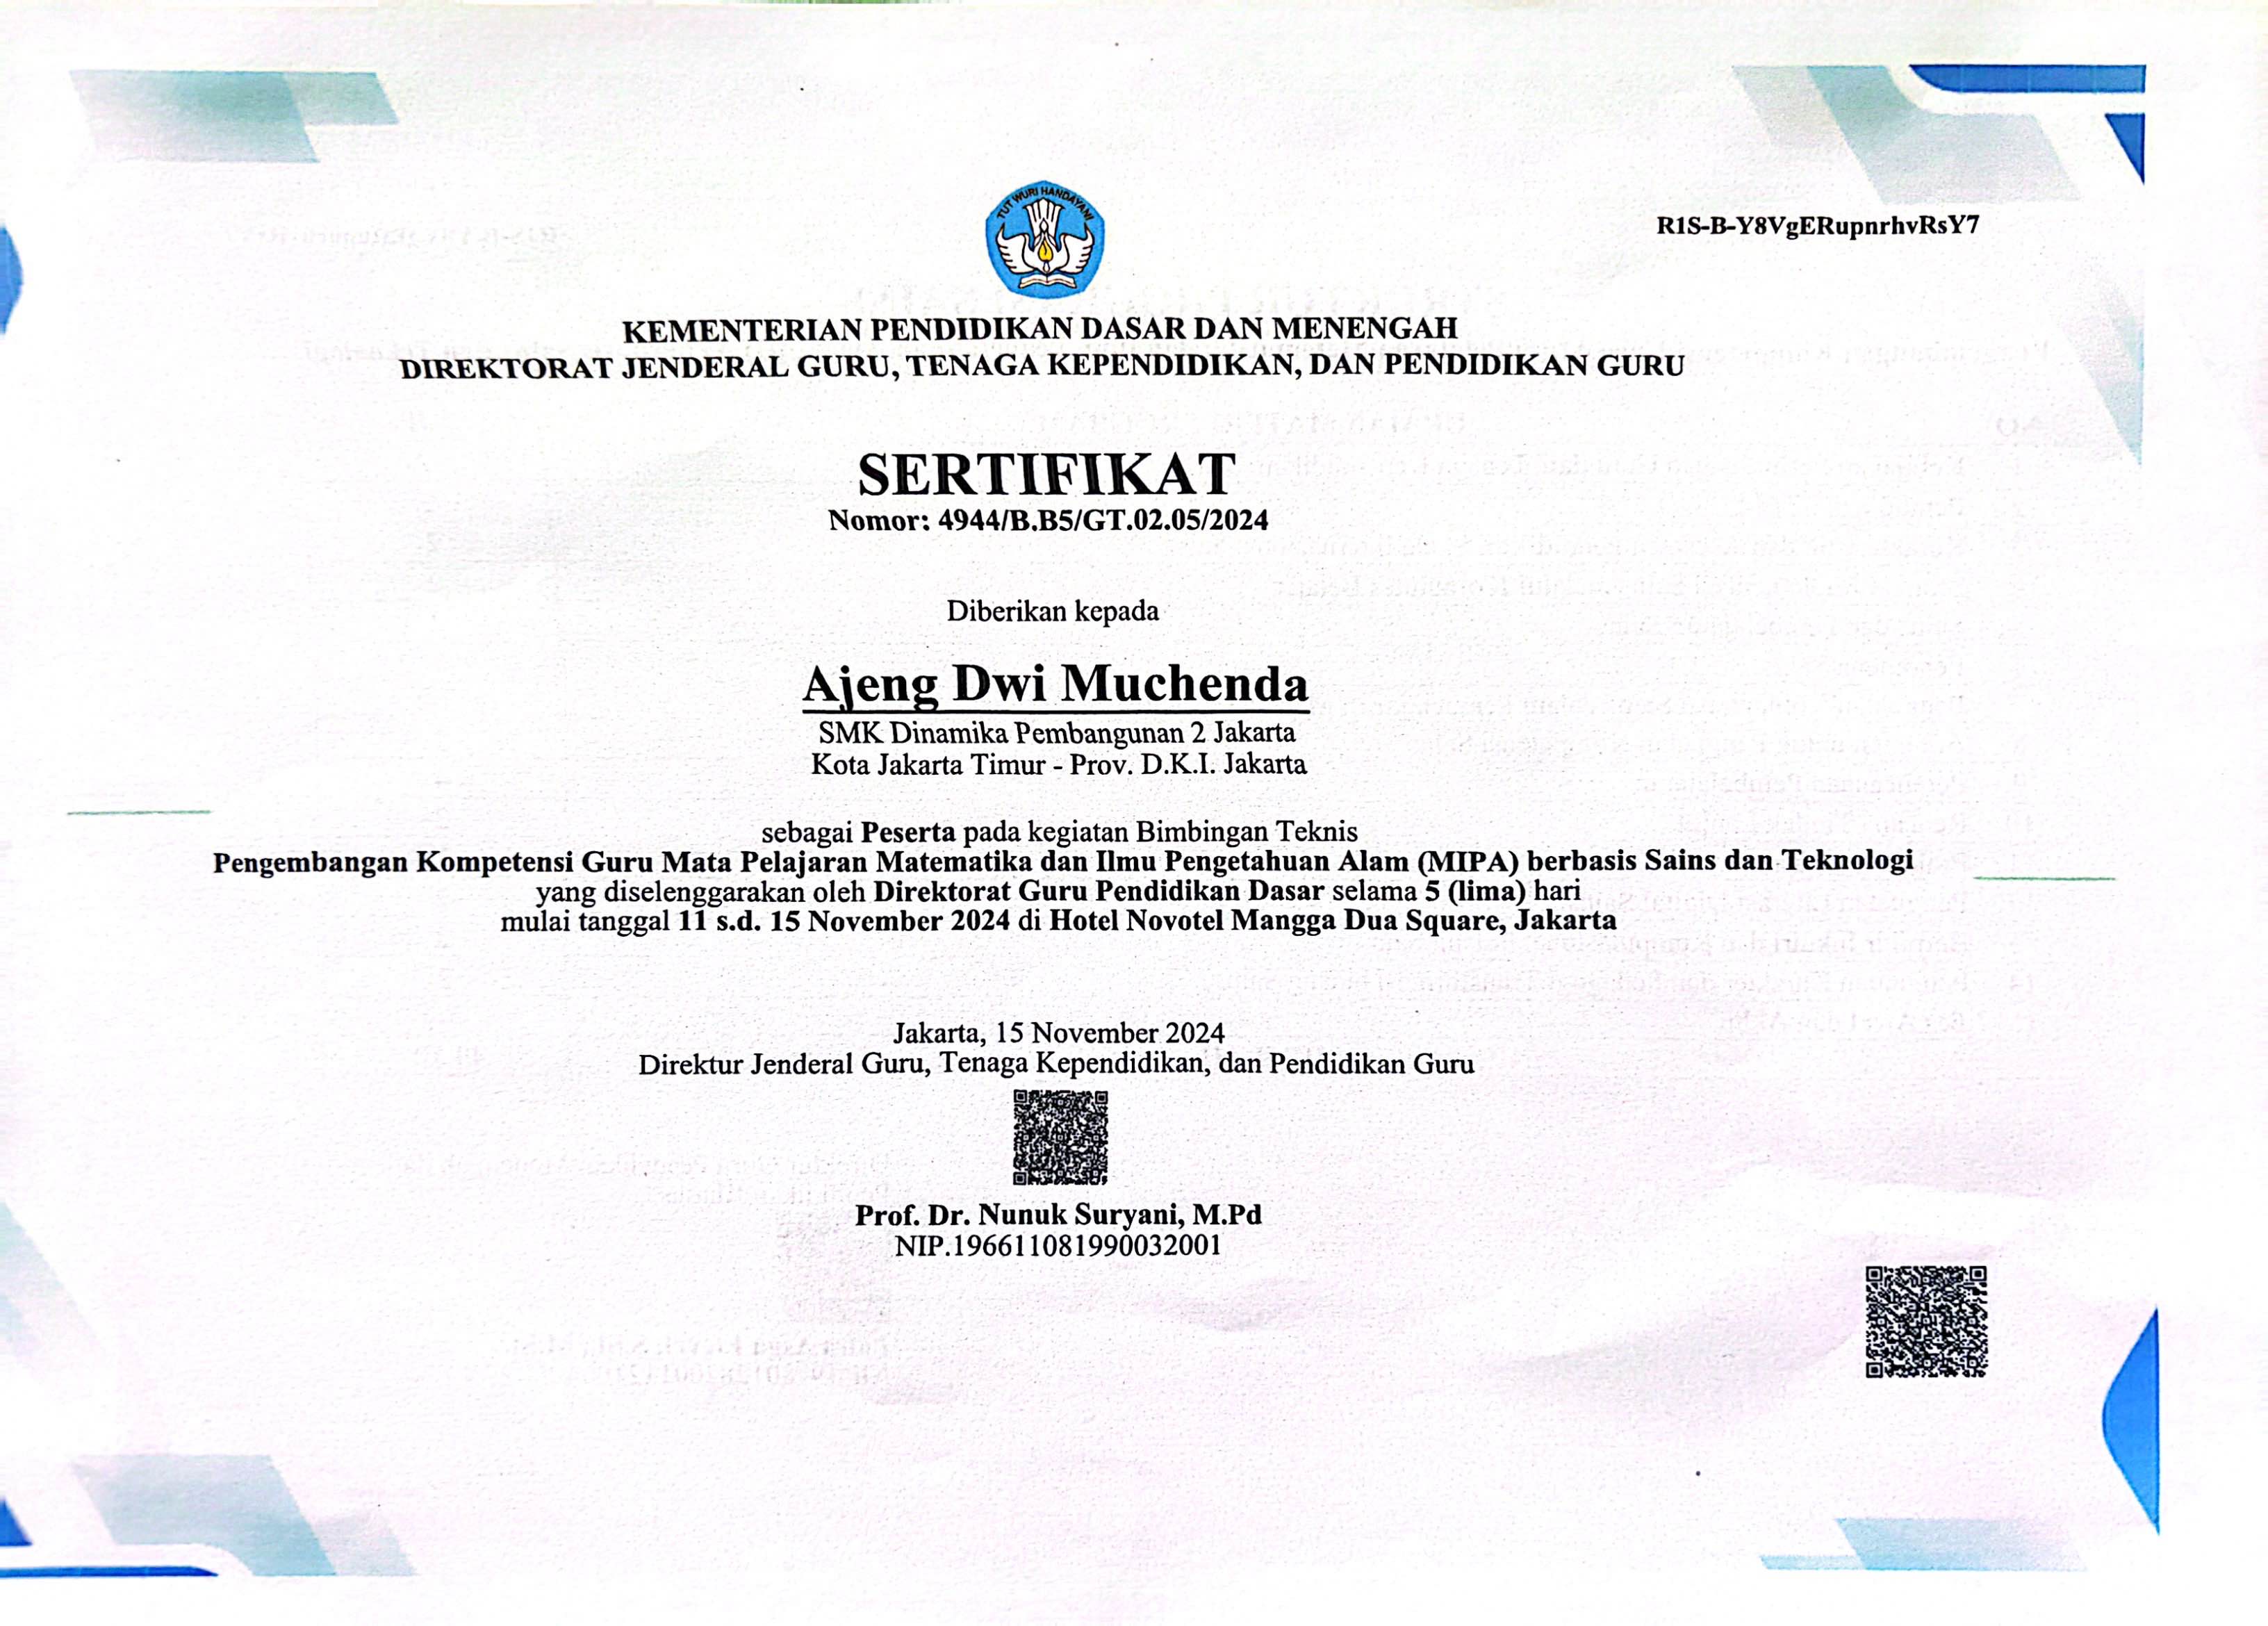 TUT WURI HANDAYANI
R1S-B-Y8VgERupnrhvRsY7
KEMENTERIAN PENDIDIKAN DASAR DAN MENENGAH
DIREKTORAT JENDERAL GURU, TENAGA KEPENDIDIKAN, DAN PENDIDIKAN GURU
SERTIFIKAT
Nomor: 4944/B.B5/GT.02.05/2024
Diberikan kepada
Ajeng Dwi Muchenda
SMK Dinamika Pembangunan 2 Jakarta
Kota Jakarta Timur - Prov. D.K.I. Jakarta
sebagai Peserta pada kegiatan Bimbingan Teknis
Pengembangan Kompetensi Guru Mata Pelajaran Matematika dan Ilmu Pengetahuan Alam (MIPA) berbasis Sains dan Teknologi
yang diselenggarakan oleh Direktorat Guru Pendidikan Dasar selama 5 (lima) hari
mulai tanggal 11 s.d. 15 November 2024 di Hotel Novotel Mangga Dua Square, Jakarta
Jakarta, 15 November 2024
Direktur Jenderal Guru, Tenaga Kependidikan, dan Pendidikan Guru
Prof. Dr. Nunuk Suryani, M.Pd
NIP.196611081990032001